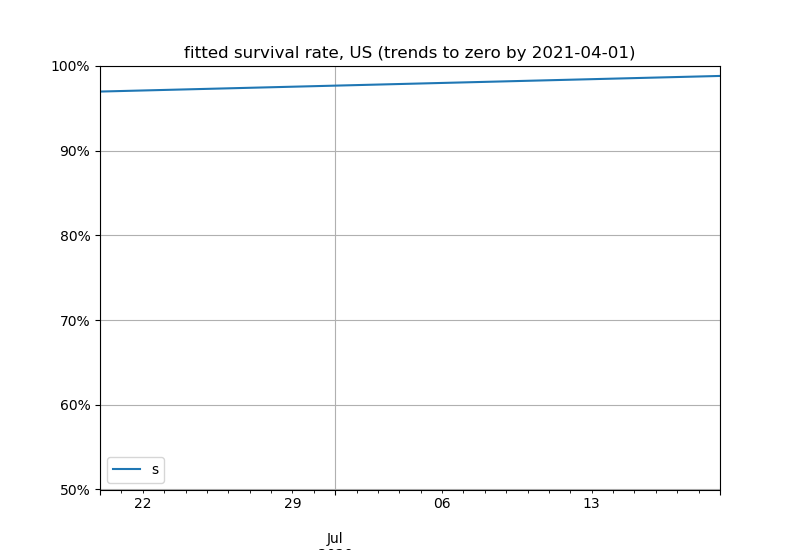 fitted survival rate, US (trends to zero by 2021-04-01)
100%
90%
80%
70%
60%
50%
s
22 29 06 13
Jul